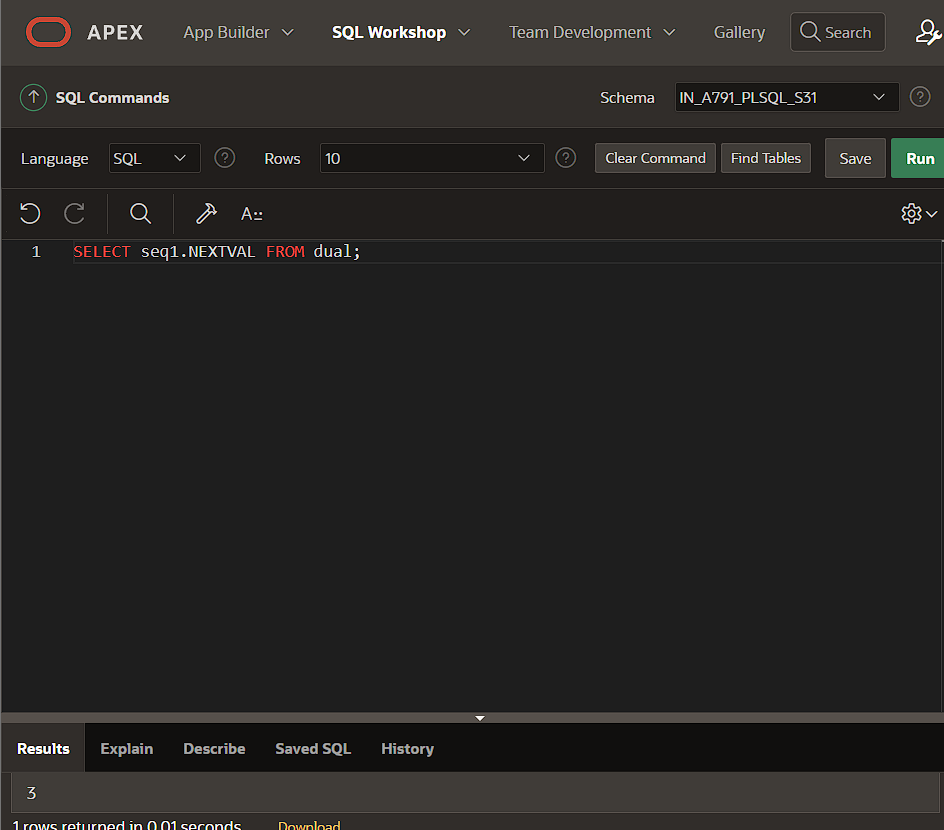 APEX App Builder SQL Workshop Team Development Gallery Search
SQL Commands Schema IN_A791_PLSQL_S31 ?
Language SQL ? Rows 10 ? Clear Command Find Tables Save Run
A::
1 SELECT seq1.NEXTVAL FROM dual;
Results Explain Describe Saved SQL History
3
1 rows returned in 0.01 seconds Download